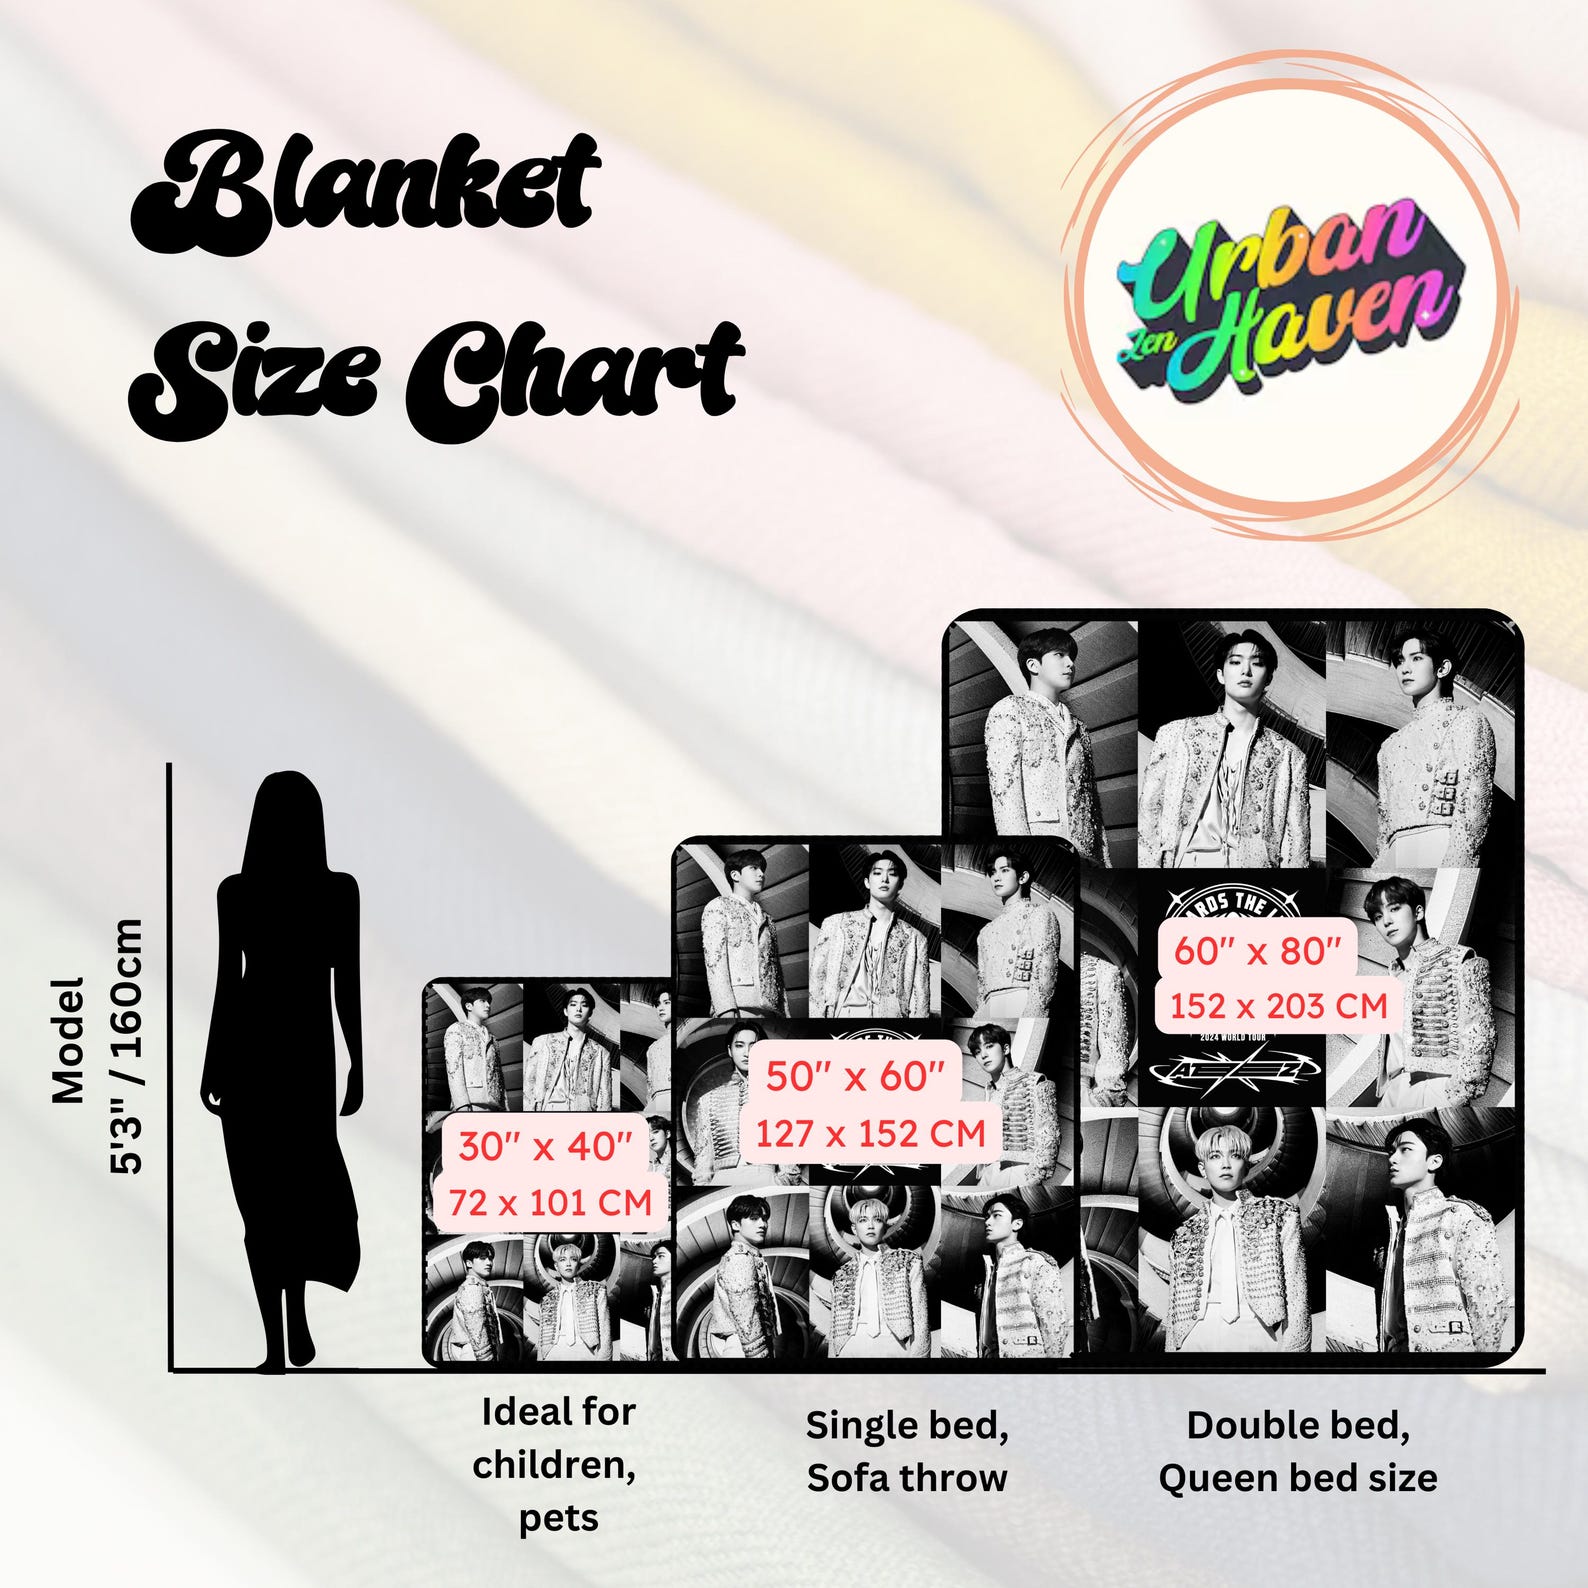 Blanket
Size Chart
Urban
Zen Haven
Model
5'3" / 160cm
30" x 40"
72 x 101 CM
50" x 60"
127 x 152 CM
60" x 80"
152 x 203 CM
2024 WORLD TOUR
Ideal for
children,
pets
Single bed,
Sofa throw
Double bed,
Queen bed size